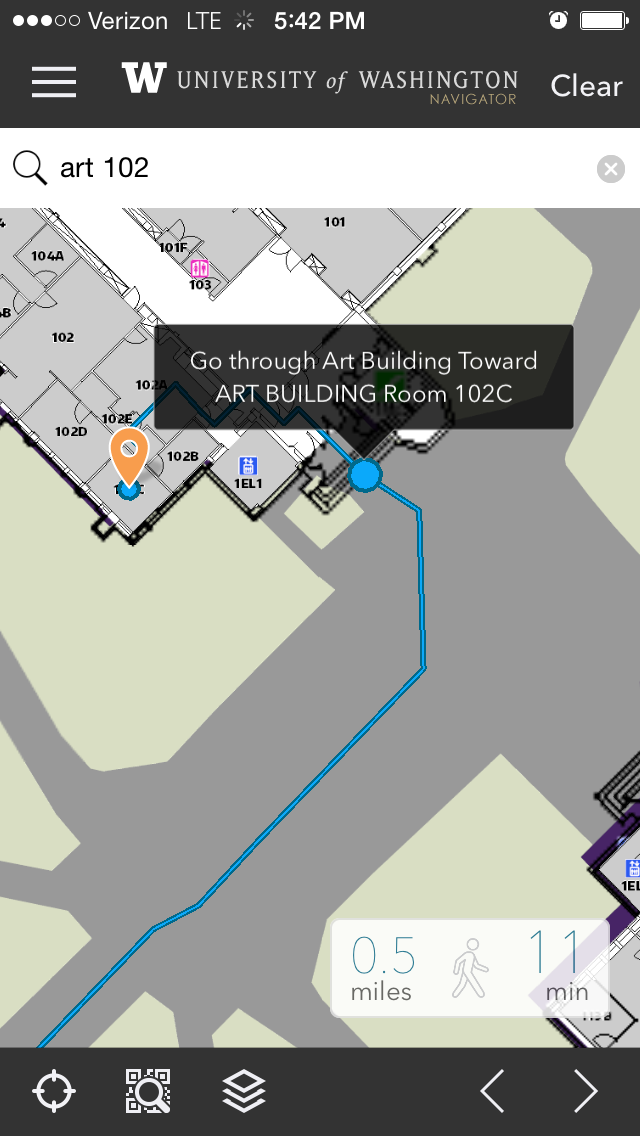 Verizon LTE 5:42 PM
W UNIVERSITY of WASHINGTON
NAVIGATOR
Clear
art 102
101
101F
104A
103
102
Go through Art Building Toward
ART BUILDING Room 102C
102A
102E
102D
102B
1EL1
0.5
miles
11
min